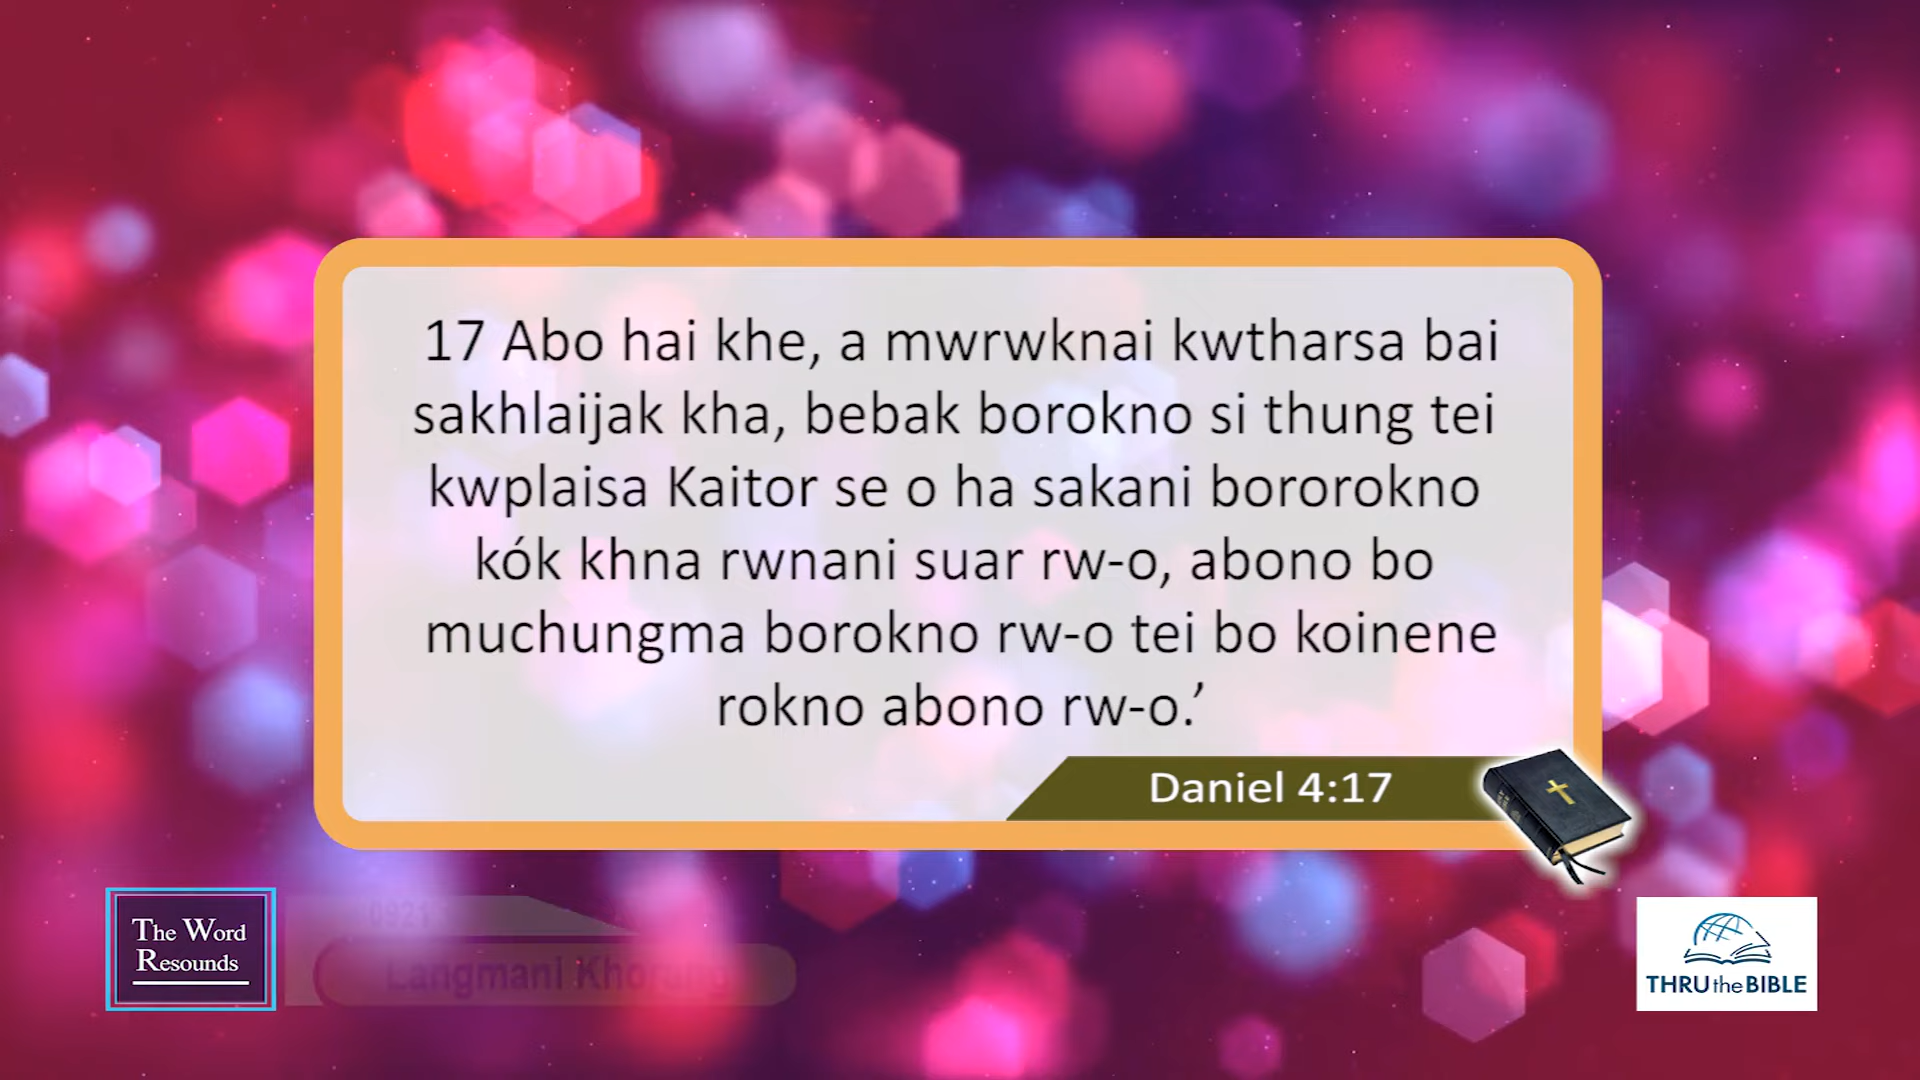 17 Abo hai khe, a mwrwknai kwtharsa bai
sakhlaijak kha, bebak borokno si thung tei
kwplaisa Kaitor se o ha sakani bororokno
kók khna rwnani suar rw-o, abono bo
muchungma borokno rw-o tei bo koinene
rokno abono rw-o.’
Daniel 4:17
The Word
Resounds
Langmani Khorang
THRU the BIBLE